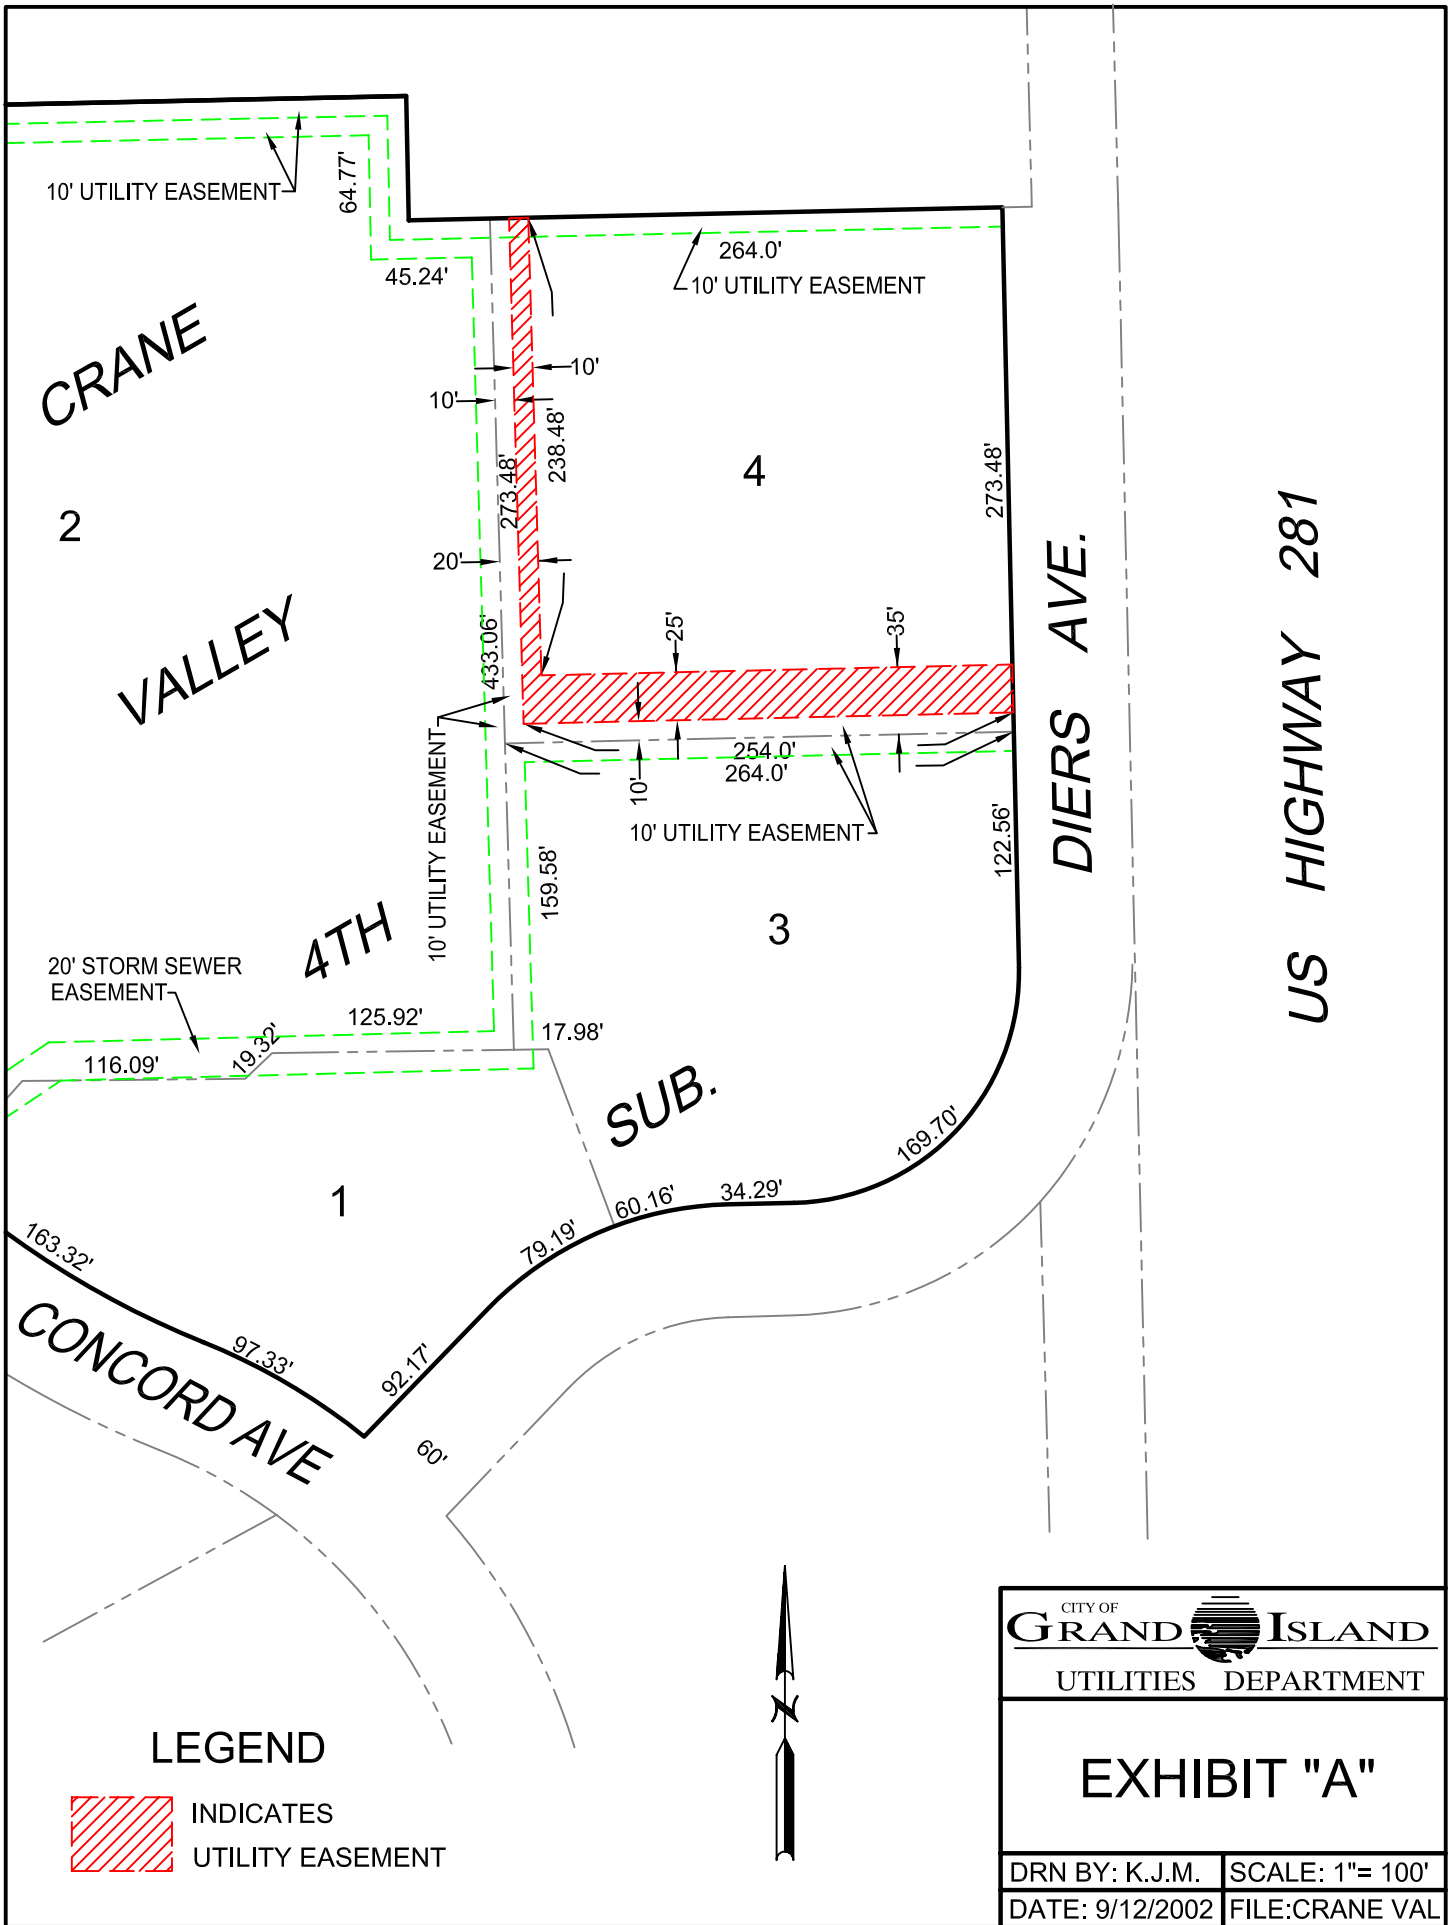 10' UTILITY EASEMENT
64.77'
45.24'
264.0'
10' UTILITY EASEMENT
CRANE
10'
10'
238.48'
273.48'
4
273.48'
2
20'
VALLEY
433.06'
25'
35'
10' UTILITY EASEMENT
254.0'
264.0'
10'
10' UTILITY EASEMENT
122.56'
159.58'
DIERS AVE.
US HIGHWAY 281
4TH
3
20' STORM SEWER
EASEMENT
125.92'
17.98'
116.09'
19.32'
SUB.
169.70'
1
60.16'
34.29'
79.19'
163.32'
97.33'
92.17'
CONCORD AVE
60'
N
LEGEND
INDICATES
UTILITY EASEMENT
CITY OF
GRAND ISLAND
UTILITIES DEPARTMENT
EXHIBIT "A"
DRN BY: K.J.M.
SCALE: 1"= 100'
DATE: 9/12/2002
FILE:CRANE VAL